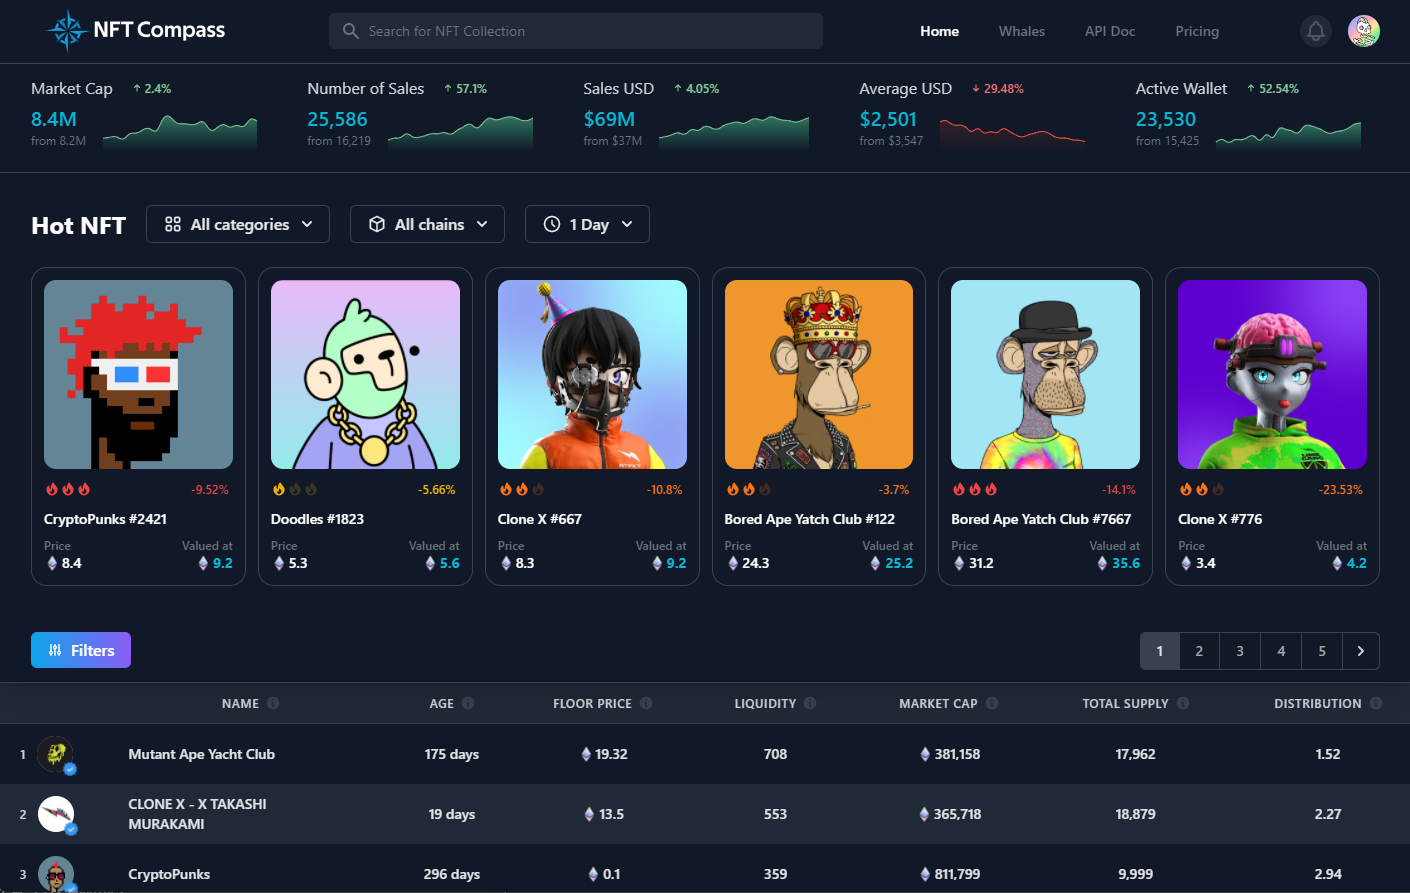 NFT Compass
Search for NFT Collection
Home
Whales
API Doc
Pricing
Market Cap ↑ 2.4%
8.4M
from 8.2M
Number of Sales ↑ 57.1%
25,586
from 16,219
Sales USD ↑ 4.05%
$69M
from $37M
Average USD ↓ 29.48%
$2,501
from $3,547
Active Wallet ↑ 52.54%
23,530
from 15,425
Hot NFT
All categories
All chains
1 Day
-9.52%
CryptoPunks #2421
Price Valued at
8.4 9.2
-5.66%
Doodles #1823
Price Valued at
5.3 5.6
-10.8%
Clone X #667
Price Valued at
8.3 9.2
-3.7%
Bored Ape Yatch Club #122
Price Valued at
24.3 25.2
-14.1%
Bored Ape Yatch Club #7667
Price Valued at
31.2 35.6
-23.53%
Clone X #776
Price Valued at
3.4 4.2
Filters
1 2 3 4 5
NAME AGE FLOOR PRICE LIQUIDITY MARKET CAP TOTAL SUPPLY DISTRIBUTION
1 Mutant Ape Yacht Club 175 days 19.32 708 381,158 17,962 1.52
2 CLONE X - X TAKASHI
MURAKAMI 19 days 13.5 553 365,718 18,879 2.27
3 CryptoPunks 296 days 0.1 359 811,799 9,999 2.94